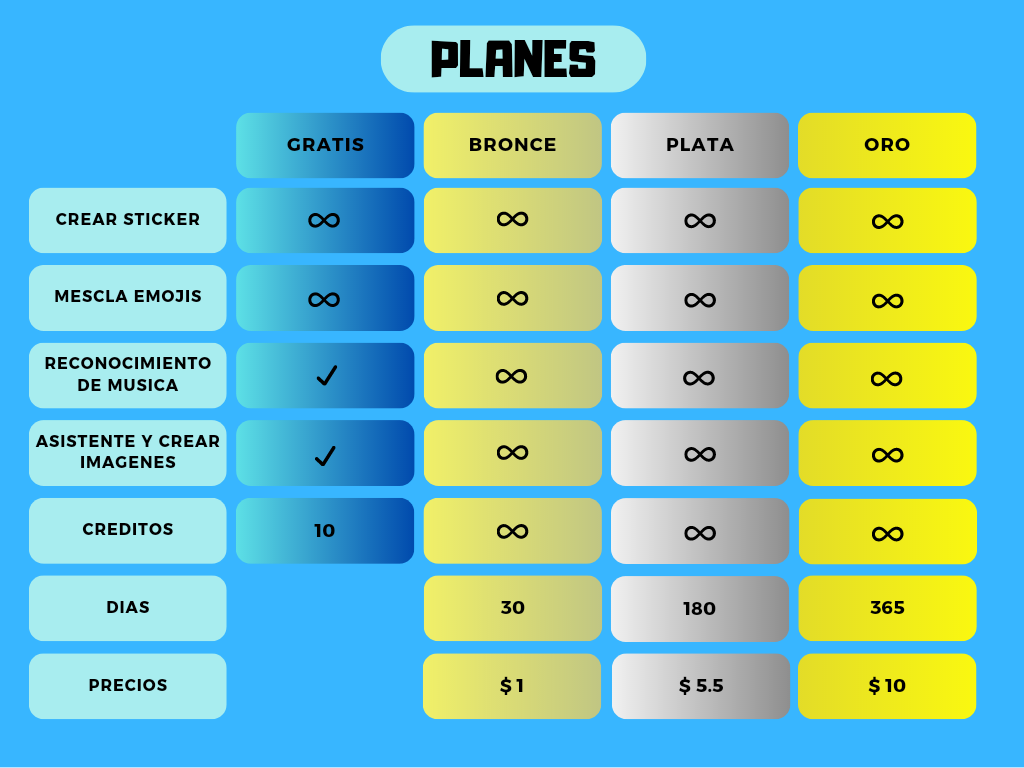 PLANES
GRATIS BRONCE PLATA ORO
CREAR STICKER ∞ ∞ ∞ ∞
MESCLA EMOJIS ∞ ∞ ∞ ∞
RECONOCIMIENTO
DE MUSICA ✓ ∞ ∞ ∞
ASISTENTE Y CREAR
IMAGENES ✓ ∞ ∞ ∞
CREDITOS 10 ∞ ∞ ∞
DIAS 30 180 365
PRECIOS $ 1 $ 5.5 $ 10